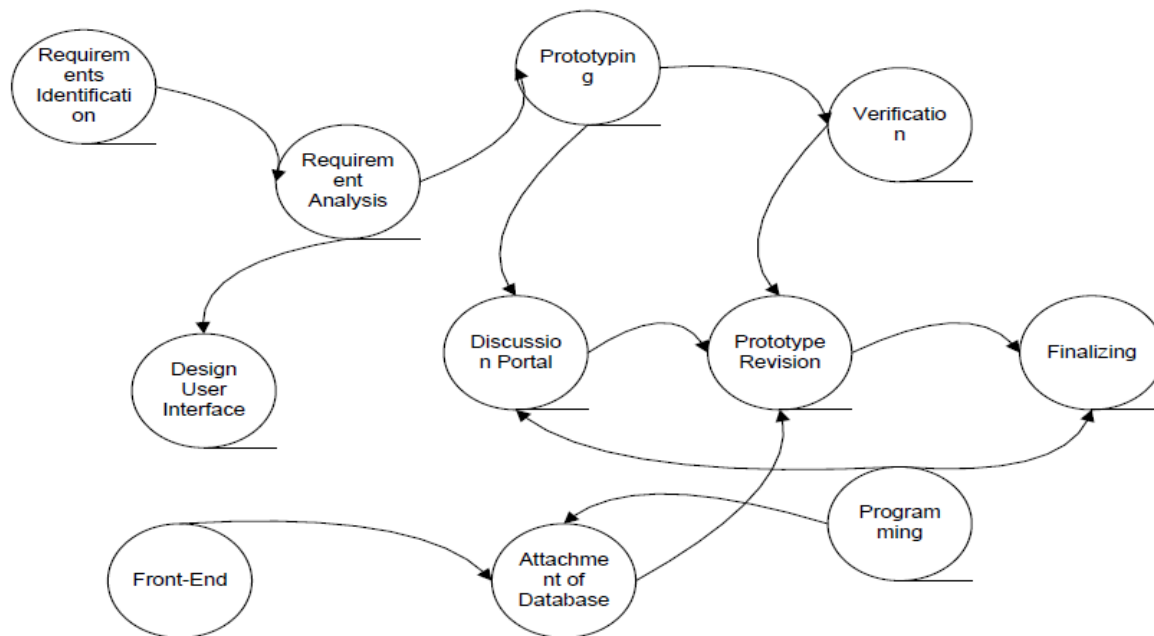 Requirem
ents
Identificati
on
Prototypin
g
Verificatio
n
Requirem
ent
Analysis
Discussio
n Portal
Prototype
Revision
Finalizing
Design
User
Interface
Program
ming
Front-End
Attachme
nt of
Database